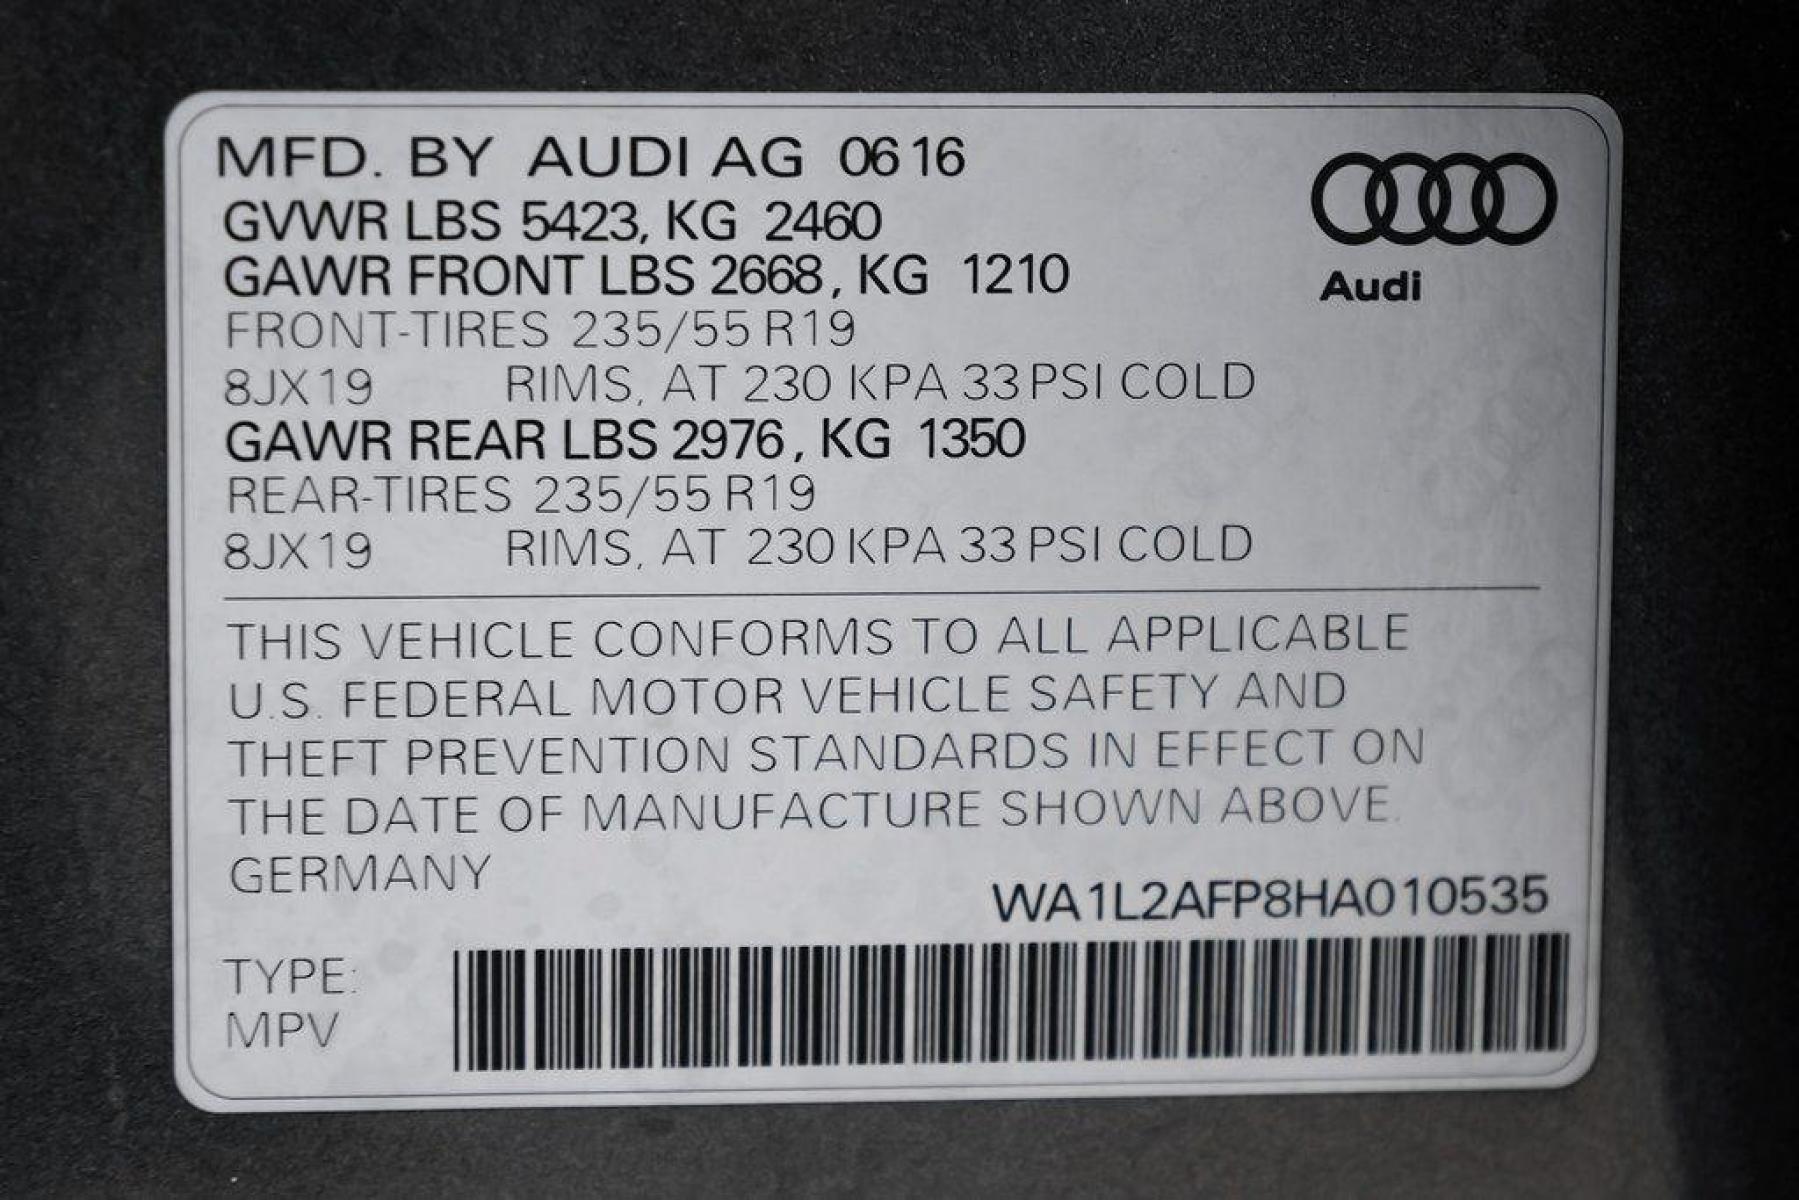 MFD. BY AUDI AG 06 16
GVWR LBS 5423, KG 2460
GAWR FRONT LBS 2668, KG 1210
FRONT-TIRES 235/55 R19
8JX19 RIMS, AT 230 KPA 33 PSI COLD
GAWR REAR LBS 2976, KG 1350
REAR-TIRES 235/55 R19
8JX19 RIMS, AT 230 KPA 33 PSI COLD
Audi
THIS VEHICLE CONFORMS TO ALL APPLICABLE
U.S. FEDERAL MOTOR VEHICLE SAFETY AND
THEFT PREVENTION STANDARDS IN EFFECT ON
THE DATE OF MANUFACTURE SHOWN ABOVE.
GERMANY
WA1L2AFP8HA010535
TYPE:
MPV